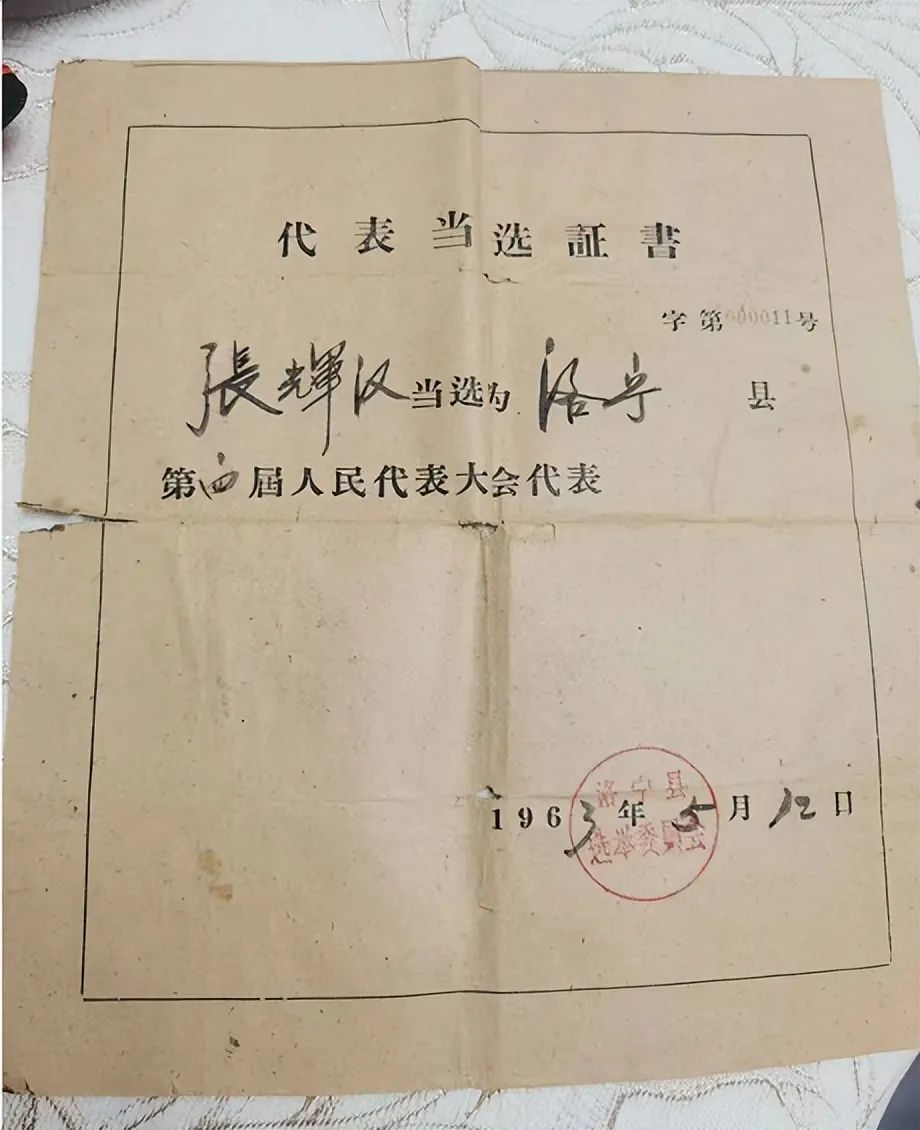 代表当选証書
字第000011号
張輝汉当选为洛宁县
第四届人民代表大会代表
1963年5月12日
洛宁县
选举委員会